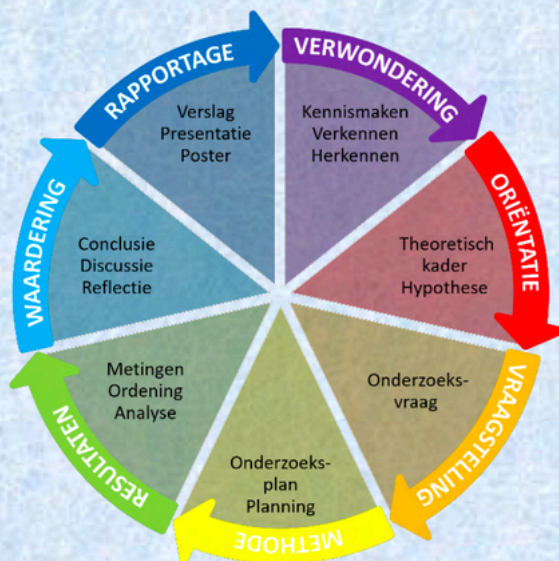 VERWONDERING
Kennismaken
Verkennen
Herkennen
ORIËNTATIE
Theoretisch
kader
Hypothese
VRAAGSTELLING
Onderzoeks-
vraag
METHODE
Onderzoeks-
plan
Planning
RESULTATEN
Metingen
Ordening
Analyse
WAARDERING
Conclusie
Discussie
Reflectie
RAPPORTAGE
Verslag
Presentatie
Poster